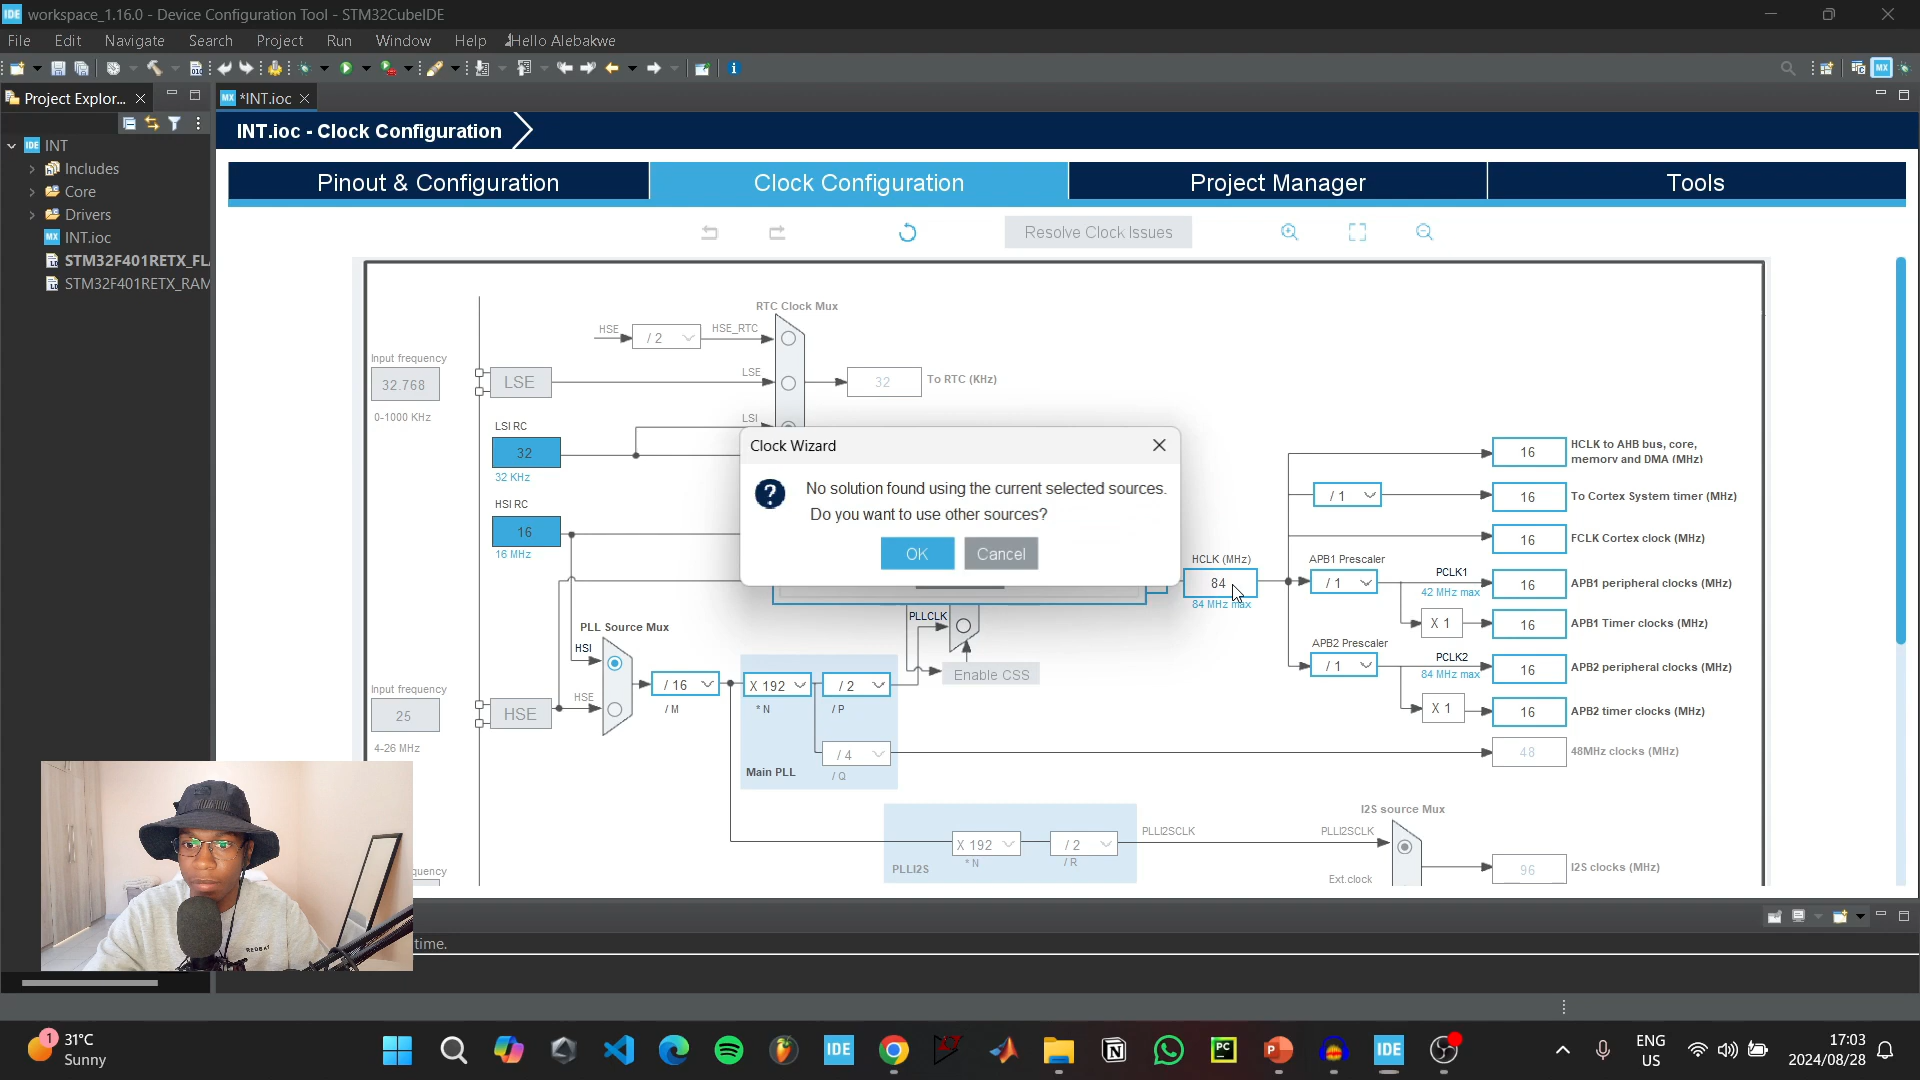 IDE workspace_1.16.0 - Device Configuration Tool - STM32CubeIDE
File Edit Navigate Search Project Run Window Help Hello Alebakwe
Project Explor...
MX *INT.ioc
INT.ioc - Clock Configuration
IDE INT
Includes
Core
Drivers
MX INT.ioc
STM32F401RETX_FL
STM32F401RETX_RAM
Pinout & Configuration
Clock Configuration
Project Manager
Tools
Resolve Clock Issues
RTC Clock Mux
HSE
/ 2
HSE_RTC
Input frequency
32.768
0-1000 KHz
LSE
LSE
32
To RTC (KHz)
LSI
LSI RC
32
32 KHz
HSI RC
16
16 MHz
Clock Wizard
No solution found using the current selected sources.
Do you want to use other sources?
OK
Cancel
HCLK (MHz)
84
84 MHz max
16
HCLK to AHB bus, core,
memory and DMA (MHz)
/ 1
16
To Cortex System timer (MHz)
16
FCLK Cortex clock (MHz)
APB1 Prescaler
/ 1
PCLK1
42 MHz max
16
APB1 peripheral clocks (MHz)
X 1
16
APB1 Timer clocks (MHz)
APB2 Prescaler
/ 1
PCLK2
84 MHz max
16
APB2 peripheral clocks (MHz)
X 1
16
APB2 timer clocks (MHz)
48
48MHz clocks (MHz)
PLL Source Mux
HSI
HSE
Input frequency
25
4-26 MHz
HSE
/ 16
/ M
X 192
* N
/ 2
/ P
/ 4
/ Q
Main PLL
PLLCLK
Enable CSS
X 192
* N
/ 2
/ R
PLLI2S
PLLI2SCLK
I2S source Mux
PLLI2SCLK
Ext.clock
96
I2S clocks (MHz)
quency
time.
REDBAT
1
31°C
Sunny
IDE
PC
IDE
ENG
US
17:03
2024/08/28